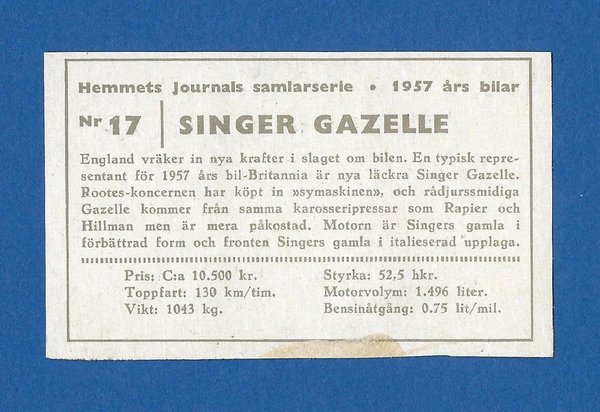 Hemmets Journals samlarserie • 1957 års bilar
Nr 17 | SINGER GAZELLE
England vräker in nya krafter i slaget om bilen. En typisk repre-
sentant för 1957 års bil-Britannia är nya läckra Singer Gazelle.
Rootes-koncernen har köpt in »symaskinen», och rådjurssmidiga
Gazelle kommer från samma karosseripressar som Rapier och
Hillman men är mera påkostad. Motorn är Singers gamla i
förbättrad form och fronten Singers gamla i italieserad upplaga.
Pris: C:a 10.500 kr.
Toppfart: 130 km/tim.
Vikt: 1043 kg.
Styrka: 52,5 hkr.
Motorvolym: 1.496 liter.
Bensinåtgång: 0.75 lit/mil.